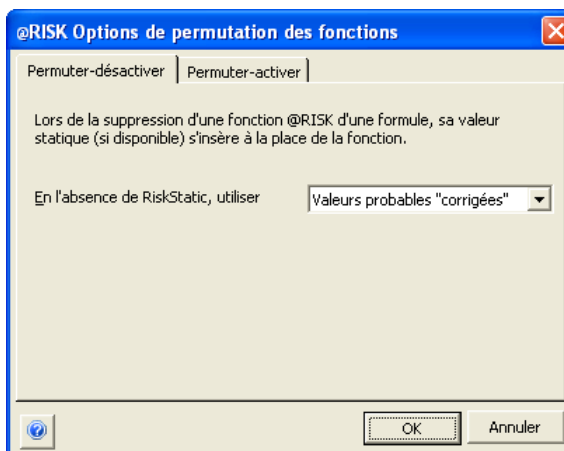 @RISK Options de permutation des fonctions
Permuter-désactiver Permuter-activer
Lors de la suppression d'une fonction @RISK d'une formule, sa valeur
statique (si disponible) s'insère à la place de la fonction.
En l'absence de RiskStatic, utiliser Valeurs probables "corrigées"
OK Annuler